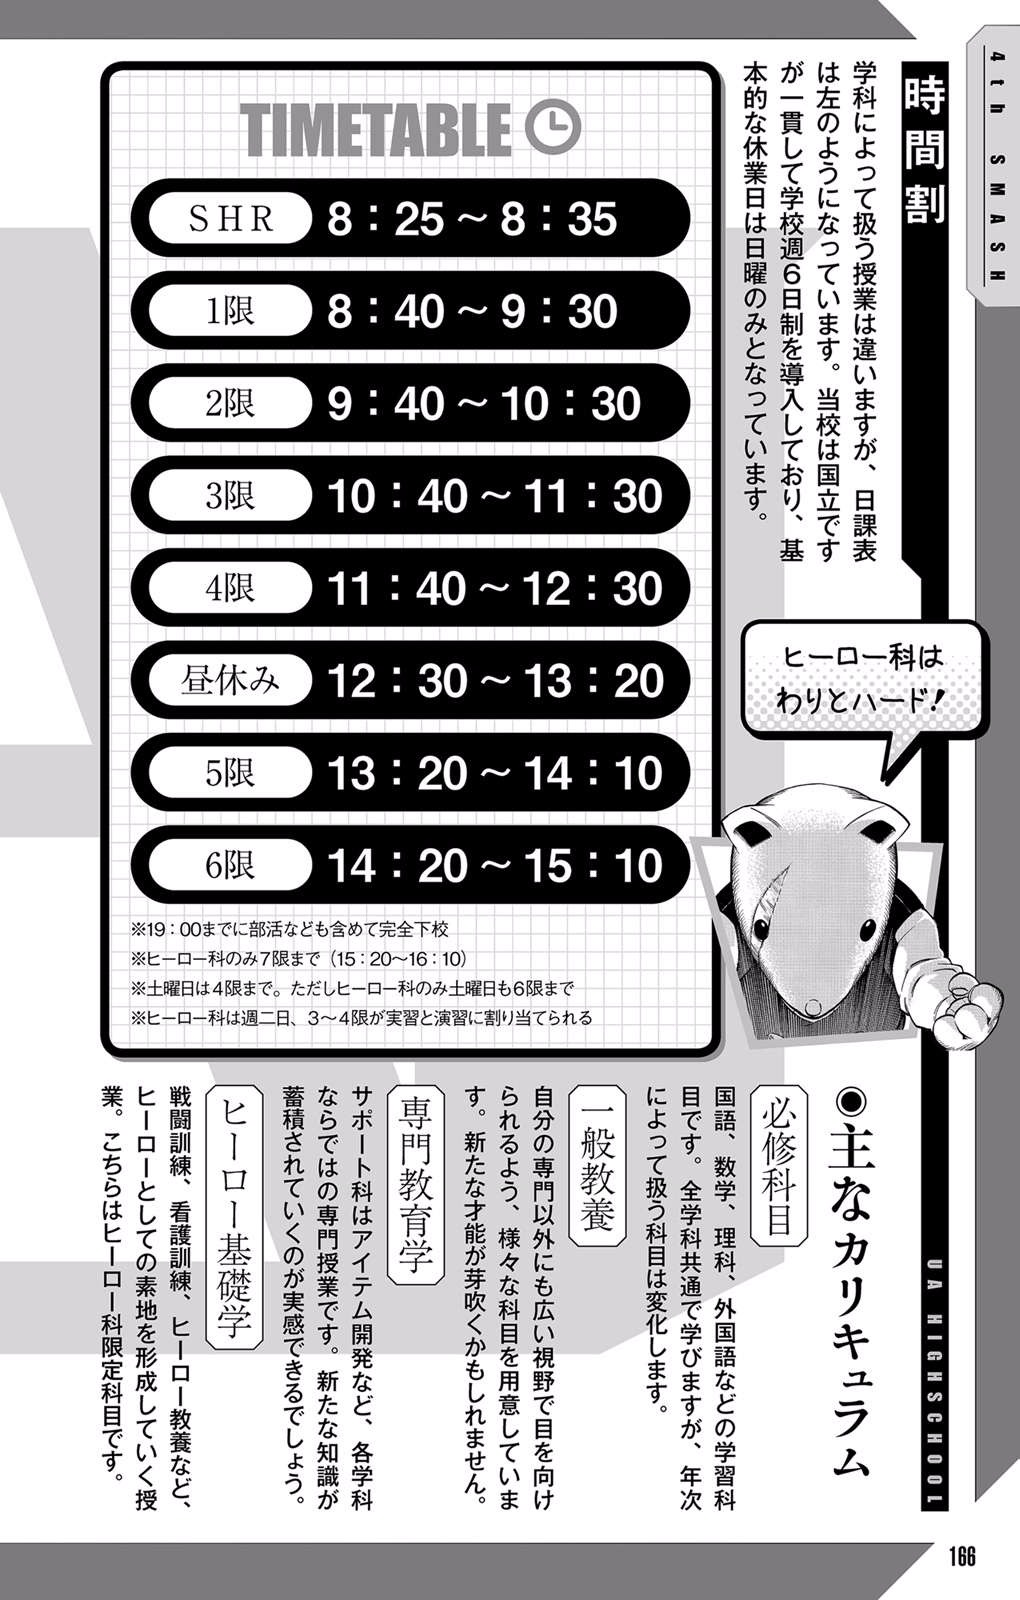 4th SMASH
時間割
学科によって扱う授業は違いますが、日課表
は左のようになっています。当校は国立です
が一貫して学校週6日制を導入しており、基
本的な休業日は日曜のみとなっています。
TIMETABLE
SHR 8：25～8：35
1限 8：40～9：30
2限 9：40～10：30
3限 10：40～11：30
4限 11：40～12：30
昼休み 12：30～13：20
5限 13：20～14：10
6限 14：20～15：10
※19：00までに部活なども含めて完全下校
※ヒーロー科のみ7限まで（15：20～16：10）
※土曜日は4限まで。ただしヒーロー科のみ土曜日も6限まで
※ヒーロー科は週二日、3～4限が実習と演習に割り当てられる
ヒーロー科は
わりとハード!
◉主なカリキュラム
必修科目
国語、数学、理科、外国語などの学習科
目です。全学科共通で学びますが、年次
によって扱う科目は変化します。
一般教養
自分の専門以外にも広い視野で目を向け
られるよう、様々な科目を用意していま
す。新たな才能が芽吹くかもしれません。
専門教育学
サポート科はアイテム開発など、各学科
ならではの専門授業です。新たな知識が
蓄積されていくのが実感できるでしょう。
ヒーロー基礎学
戦闘訓練、看護訓練、ヒーロー教養など、
ヒーローとしての素地を形成していく授
業。こちらはヒーロー科限定科目です。
UA HIGHSCHOOL
166